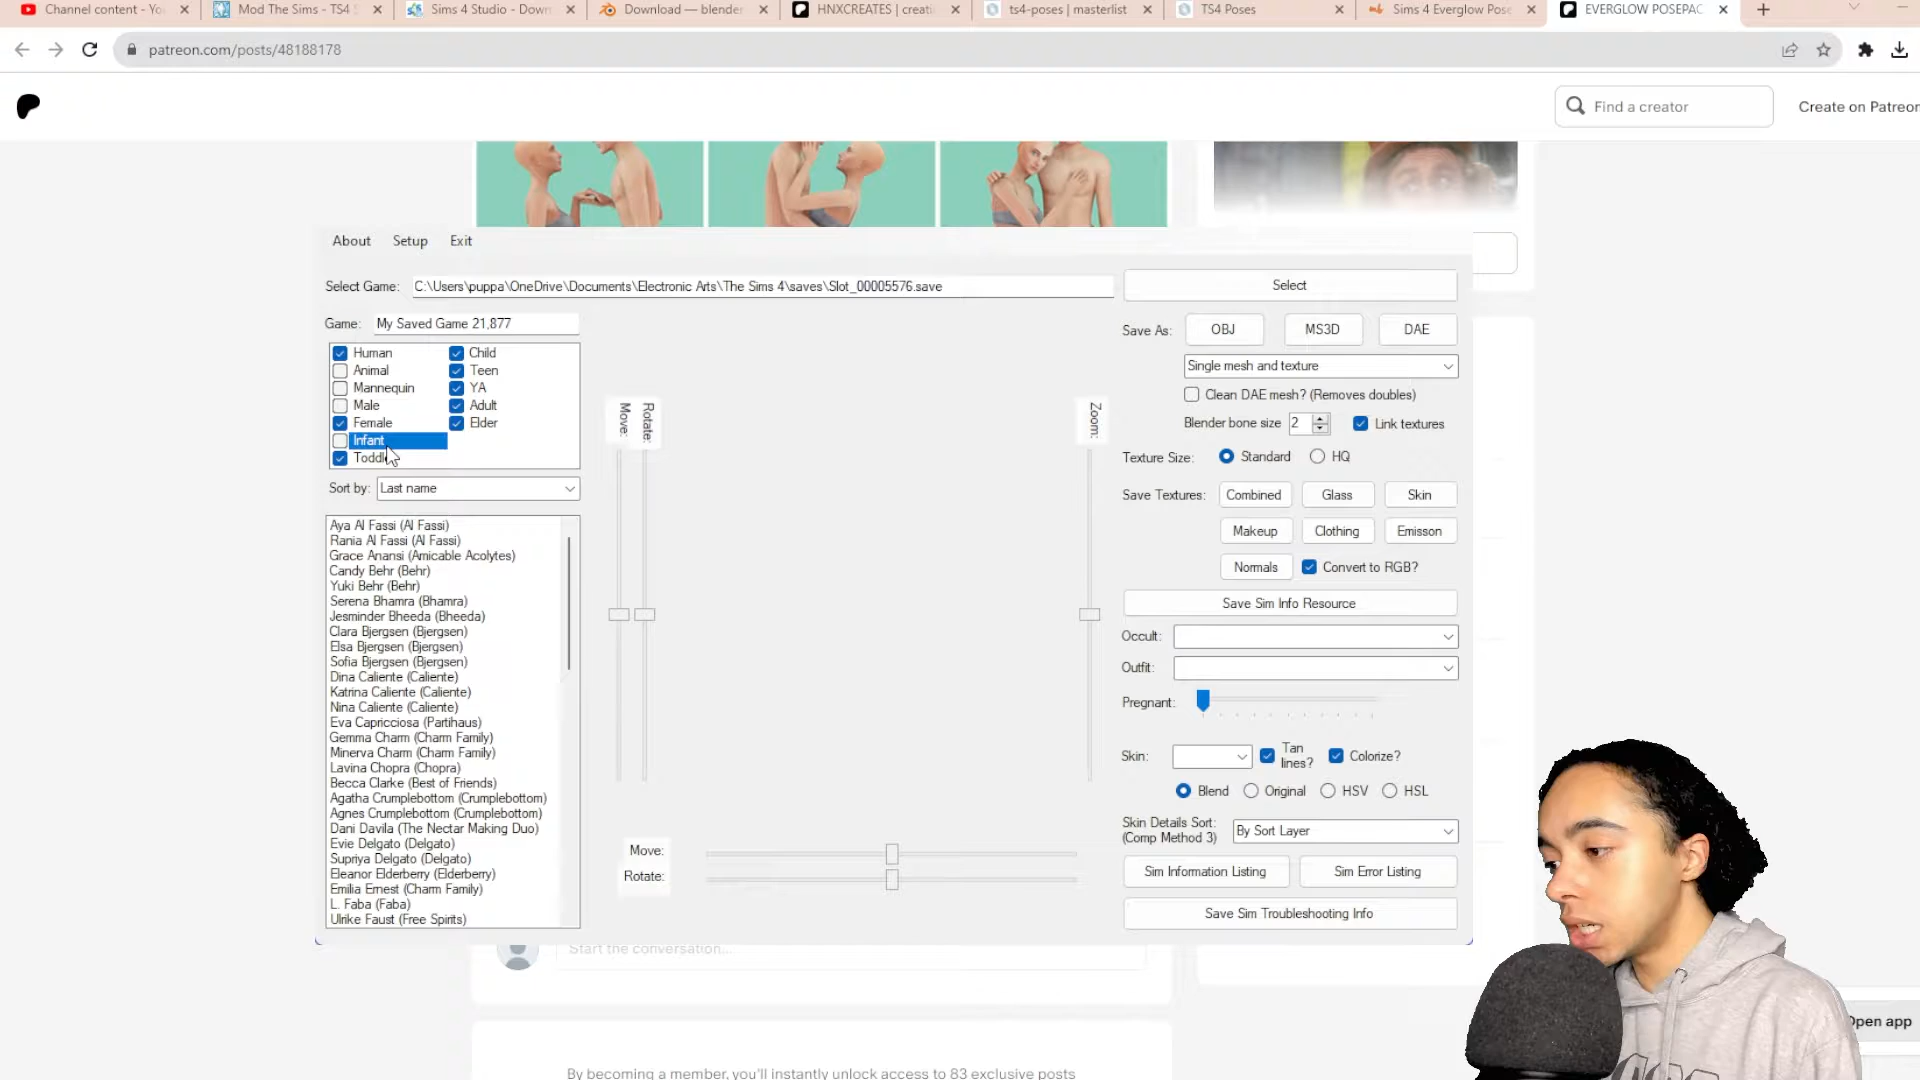 Channel content - Yo
Mod The Sims - TS4 S
Sims 4 Studio - Down
Download — blender
HNXCREATES | creati
ts4-poses | masterlist
TS4 Poses
Sims 4 Everglow Pose
EVERGLOW POSEPAC
patreon.com/posts/48188178
Find a creator
Create on Patreon
About Setup Exit
Select Game: C:\Users\puppa\OneDrive\Documents\Electronic Arts\The Sims 4\saves\Slot_00005576.save
Select
Game: My Saved Game 21,877
Human
Child
Animal
Teen
Mannequin
YA
Male
Adult
Female
Elder
Infant
Toddl
Sort by: Last name
Aya Al Fassi (Al Fassi)
Rania Al Fassi (Al Fassi)
Grace Anansi (Amicable Acolytes)
Candy Behr (Behr)
Yuki Behr (Behr)
Serena Bhamra (Bhamra)
Jesminder Bheeda (Bheeda)
Clara Bjergsen (Bjergsen)
Elsa Bjergsen (Bjergsen)
Sofia Bjergsen (Bjergsen)
Dina Caliente (Caliente)
Katrina Caliente (Caliente)
Nina Caliente (Caliente)
Eva Capricciosa (Partihaus)
Gemma Charm (Charm Family)
Minerva Charm (Charm Family)
Lavina Chopra (Chopra)
Becca Clarke (Best of Friends)
Agatha Crumplebottom (Crumplebottom)
Agnes Crumplebottom (Crumplebottom)
Dani Davila (The Nectar Making Duo)
Evie Delgato (Delgato)
Supriya Delgato (Delgato)
Eleanor Elderberry (Elderberry)
Emilia Ernest (Charm Family)
L. Faba (Faba)
Ulrike Faust (Free Spirits)
Move:
Rotate:
Zoom:
Move:
Rotate:
Save As: OBJ MS3D DAE
Single mesh and texture
Clean DAE mesh? (Removes doubles)
Blender bone size 2 Link textures
Texture Size: Standard HQ
Save Textures: Combined Glass Skin
Makeup Clothing Emisson
Normals Convert to RGB?
Save Sim Info Resource
Occult:
Outfit:
Pregnant:
Skin: Tan lines? Colorize?
Blend Original HSV HSL
Skin Details Sort:
(Comp Method 3) By Sort Layer
Sim Information Listing Sim Error Listing
Save Sim Troubleshooting Info
Start the conversation...
Open app
By becoming a member, you'll instantly unlock access to 83 exclusive posts